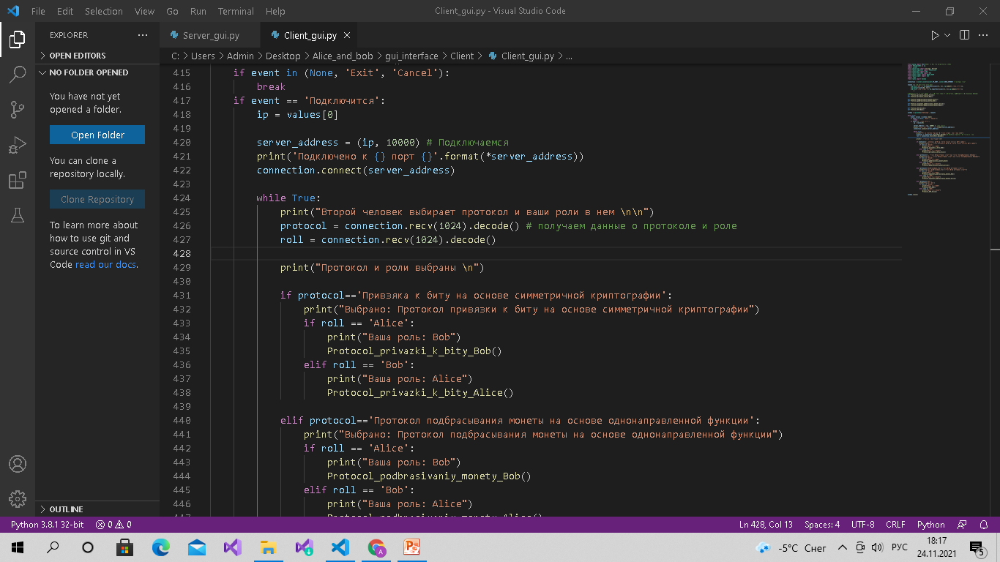 File Edit Selection View Go Run Terminal Help
Client_gui.py - Visual Studio Code
EXPLORER
OPEN EDITORS
NO FOLDER OPENED
You have not yet
opened a folder.
Open Folder
You can clone a
repository locally.
Clone Repository
To learn more about
how to use git and
source control in VS
Code read our docs.
OUTLINE
Server_gui.py
Client_gui.py
C: > Users > Admin > Desktop > Alice_and_bob > gui_interface > Client > Client_gui.py > ...
415 if event in (None, 'Exit', 'Cancel'):
416 break
417 if event == 'Подключится':
418 ip = values[0]
419
420 server_address = (ip, 10000) # Подключаемся
421 print('Подключено к {} порт {}'.format(*server_address))
422 connection.connect(server_address)
423
424 while True:
425 print("Второй человек выбирает протокол и ваши роли в нем \n\n")
426 protocol = connection.recv(1024).decode() # получаем данные о протоколе и роле
427 roll = connection.recv(1024).decode()
428
429 print("Протокол и роли выбраны \n")
430
431 if protocol=='Привзяка к биту на основе симметричной криптографии':
432 print("Выбрано: Протокол привязки к биту на основе симметричной криптографии")
433 if roll == 'Alice':
434 print("Ваша роль: Bob")
435 Protocol_privazki_k_bity_Bob()
436 elif roll == 'Bob':
437 print("Ваша роль: Alice")
438 Protocol_privazki_k_bity_Alice()
439
440 elif protocol=='Протокол подбрасывания монеты на основе однонаправленной функции':
441 print("Выбрано: Протокол подбрасывания монеты на основе однонаправленной функции")
442 if roll == 'Alice':
443 print("Ваша роль: Bob")
444 Protocol_podbrasivaniy_monety_Bob()
445 elif roll == 'Bob':
446 print("Ваша роль: Alice")
Python 3.8.1 32-bit 0 0
Ln 428, Col 13 Spaces: 4 UTF-8 CRLF Python
-5°C Снег
РУС
18:17
24.11.2021
5